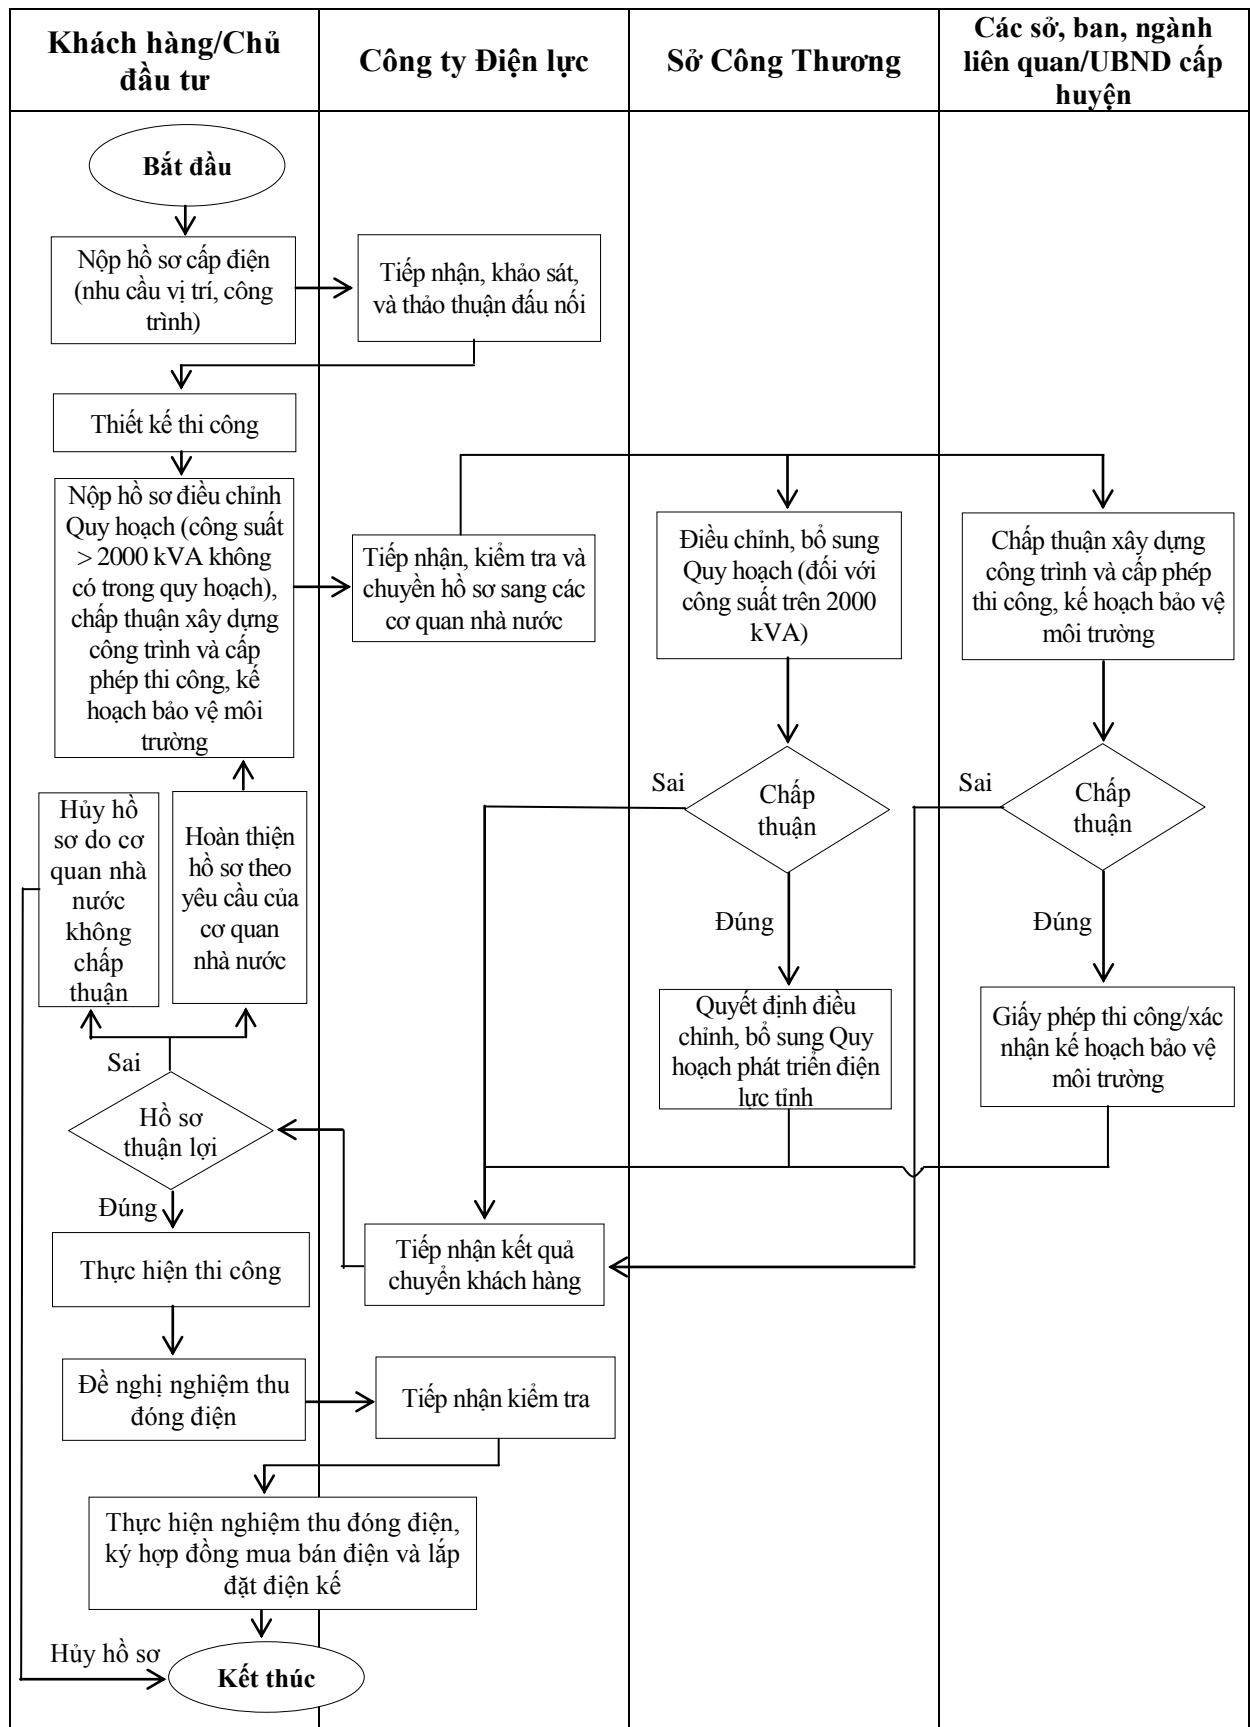 Khách hàng/Chủ
đầu tư
Công ty Điện lực
Sở Công Thương
Các sở, ban, ngành
liên quan/UBND cấp
huyện
Bắt đầu
Nộp hồ sơ cấp điện
(nhu cầu vị trí, công
trình)
Tiếp nhận, khảo sát,
và thảo thuận đấu nối
Thiết kế thi công
Nộp hồ sơ điều chỉnh
Quy hoạch (công suất
> 2000 kVA không
có trong quy hoạch),
chấp thuận xây dựng
công trình và cấp
phép thi công, kế
hoạch bảo vệ môi
trường
Tiếp nhận, kiểm tra và
chuyền hồ sơ sang các
cơ quan nhà nước
Điều chỉnh, bổ sung
Quy hoạch (đối với
công suất trên 2000
kVA)
Chấp thuận xây dựng
công trình và cấp phép
thi công, kế hoạch bảo vệ
môi trường
Sai
Chấp
thuận
Sai
Chấp
thuận
Hủy hồ
sơ do cơ
quan nhà
nước
không
chấp
thuận
Hoàn thiện
hồ sơ theo
yêu cầu của
cơ quan
nhà nước
Đúng
Đúng
Quyết định điều
chỉnh, bổ sung Quy
hoạch phát triển điện
lực tỉnh
Giấy phép thi công/xác
nhận kế hoạch bảo vệ
môi trường
Sai
Hồ sơ
thuận lợi
Đúng
Tiếp nhận kết quả
chuyển khách hàng
Thực hiện thi công
Đề nghị nghiệm thu
đóng điện
Tiếp nhận kiểm tra
Thực hiện nghiệm thu đóng điện,
ký hợp đồng mua bán điện và lắp
đặt điện kế
Hủy hồ sơ
Kết thúc